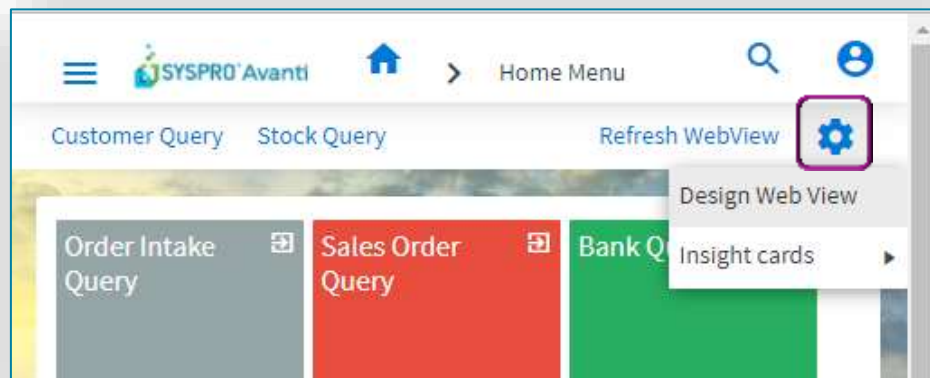 SYSPRO Avanti
Home Menu
Customer Query
Stock Query
Refresh WebView
Design Web View
Insight cards
Order Intake
Query
Sales Order
Query
Bank